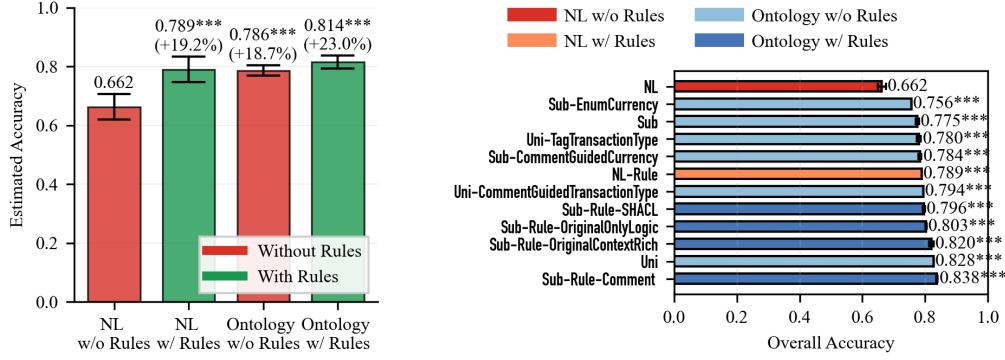 Estimated Accuracy
1.0
0.8
0.6
0.4
0.2
0.0
0.662
0.789***
(+19.2%)
0.786***
(+18.7%)
0.814***
(+23.0%)
Without Rules
With Rules
NL
w/o Rules
NL
w/ Rules
Ontology
w/o Rules
Ontology
w/ Rules
NL w/o Rules
NL w/ Rules
Ontology w/o Rules
Ontology w/ Rules
NL 0.662
Sub-EnumCurrency 0.756***
Sub 0.775***
Uni-TagTransactionType 0.780***
Sub-CommentGuidedCurrency 0.784***
NL-Rule 0.789***
Uni-CommentGuidedTransactionType 0.794***
Sub-Rule-SHACL 0.796***
Sub-Rule-OriginalOnlyLogic 0.803***
Sub-Rule-OriginalContextRich 0.820***
Uni 0.828***
Sub-Rule-Comment 0.838***
0.0 0.2 0.4 0.6 0.8 1.0
Overall Accuracy